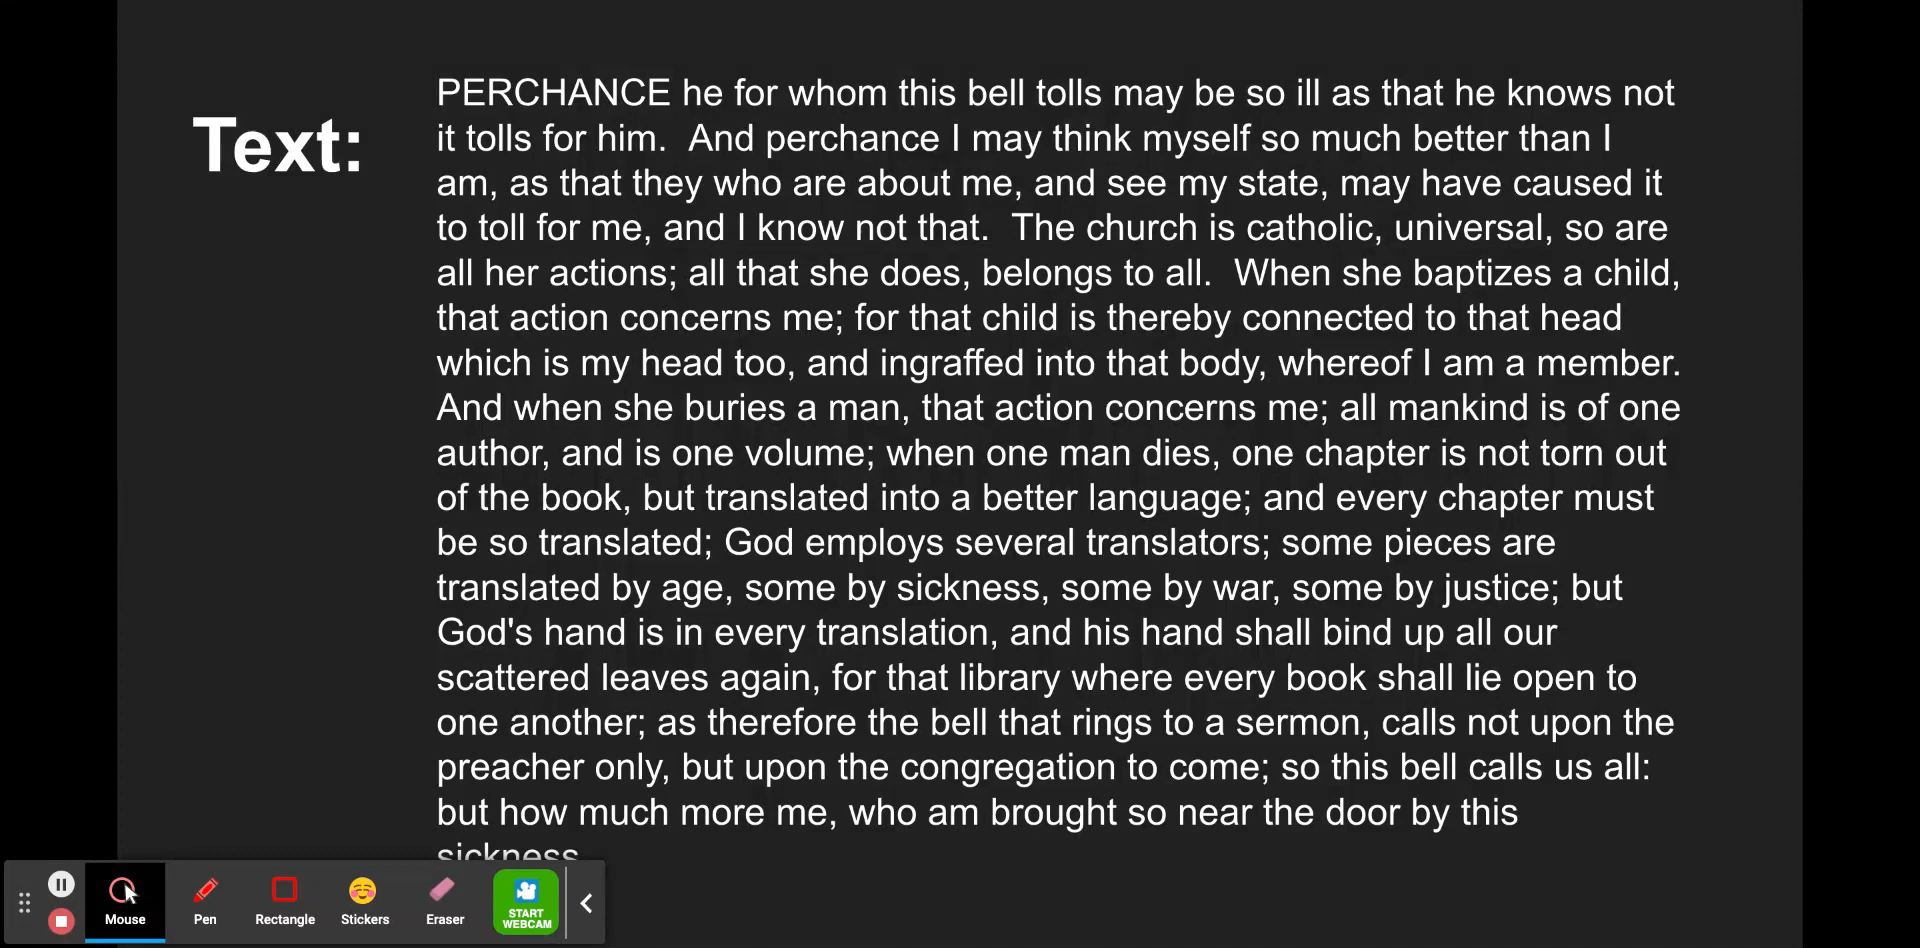 Text:
PERCHANCE he for whom this bell tolls may be so ill as that he knows not
it tolls for him.  And perchance I may think myself so much better than I
am, as that they who are about me, and see my state, may have caused it
to toll for me, and I know not that.  The church is catholic, universal, so are
all her actions; all that she does, belongs to all.  When she baptizes a child,
that action concerns me; for that child is thereby connected to that head
which is my head too, and ingraffed into that body, whereof I am a member.
And when she buries a man, that action concerns me; all mankind is of one
author, and is one volume; when one man dies, one chapter is not torn out
of the book, but translated into a better language; and every chapter must
be so translated; God employs several translators; some pieces are
translated by age, some by sickness, some by war, some by justice; but
God's hand is in every translation, and his hand shall bind up all our
scattered leaves again, for that library where every book shall lie open to
one another; as therefore the bell that rings to a sermon, calls not upon the
preacher only, but upon the congregation to come; so this bell calls us all:
but how much more me, who am brought so near the door by this
sickness
Mouse
Pen
Rectangle
Stickers
Eraser
START
WEBCAM